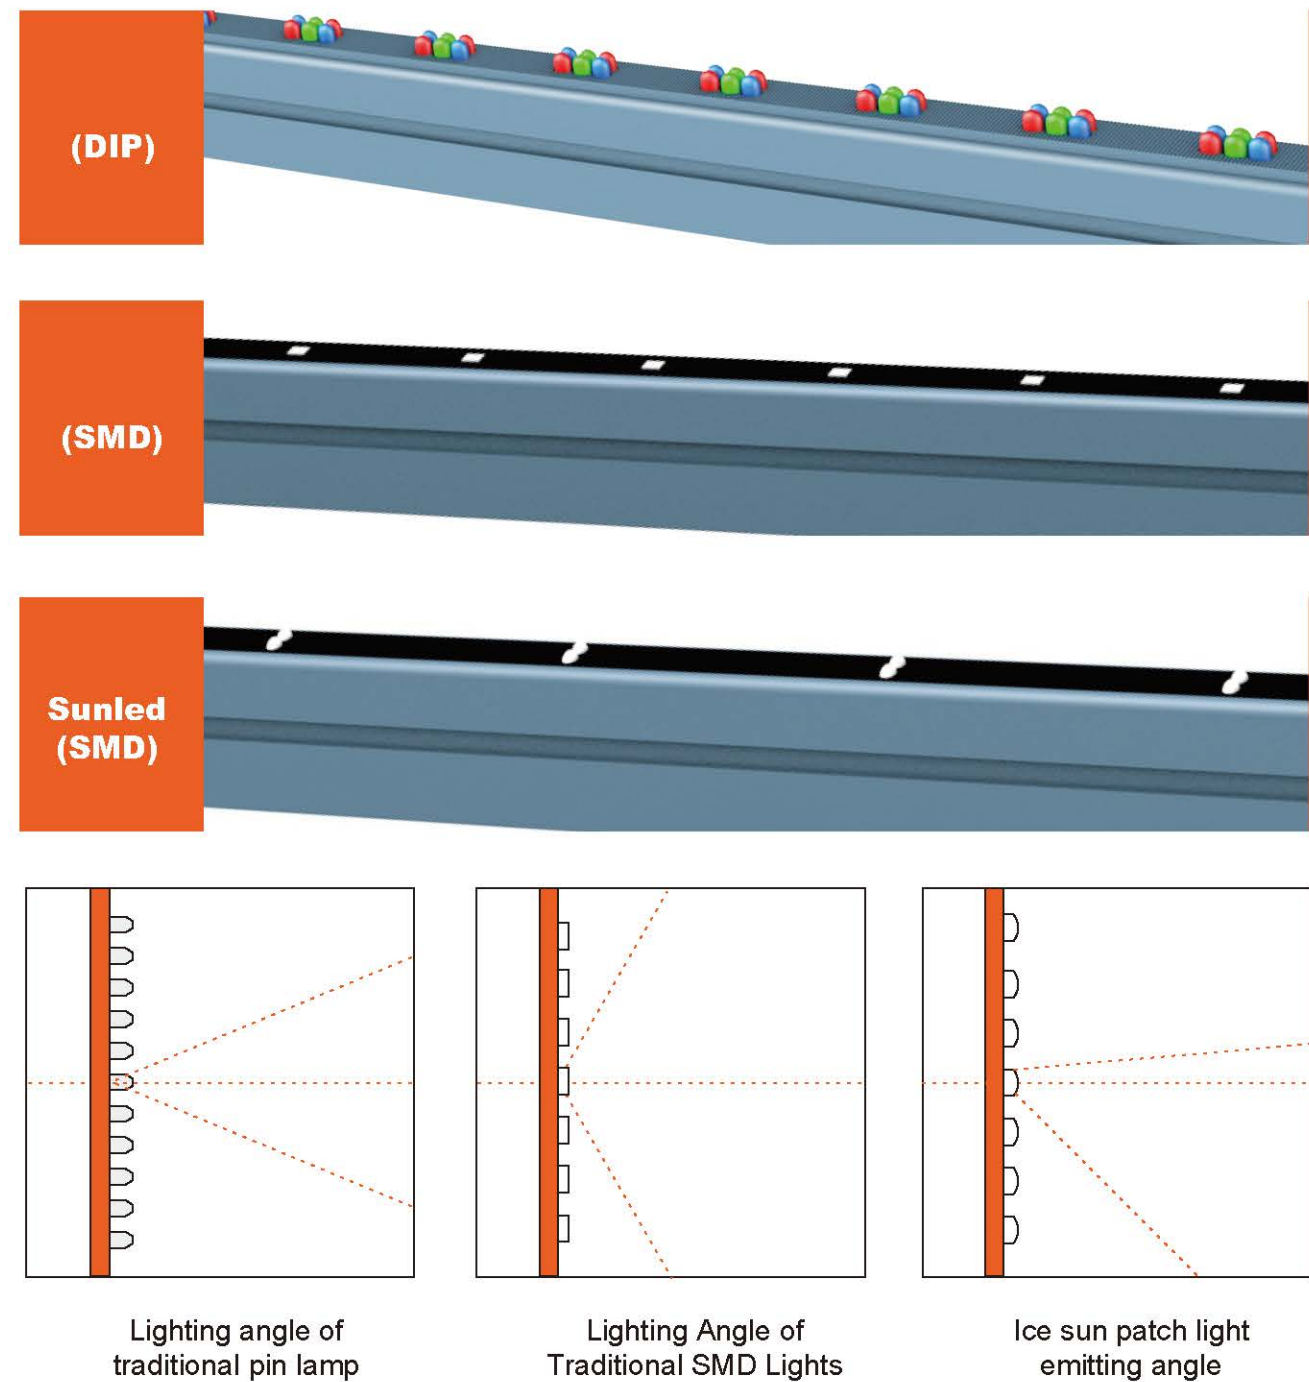 (DIP)
(SMD)
Sunled
(SMD)
Lighting angle of
traditional pin lamp
Lighting Angle of
Traditional SMD Lights
Ice sun patch light
emitting angle